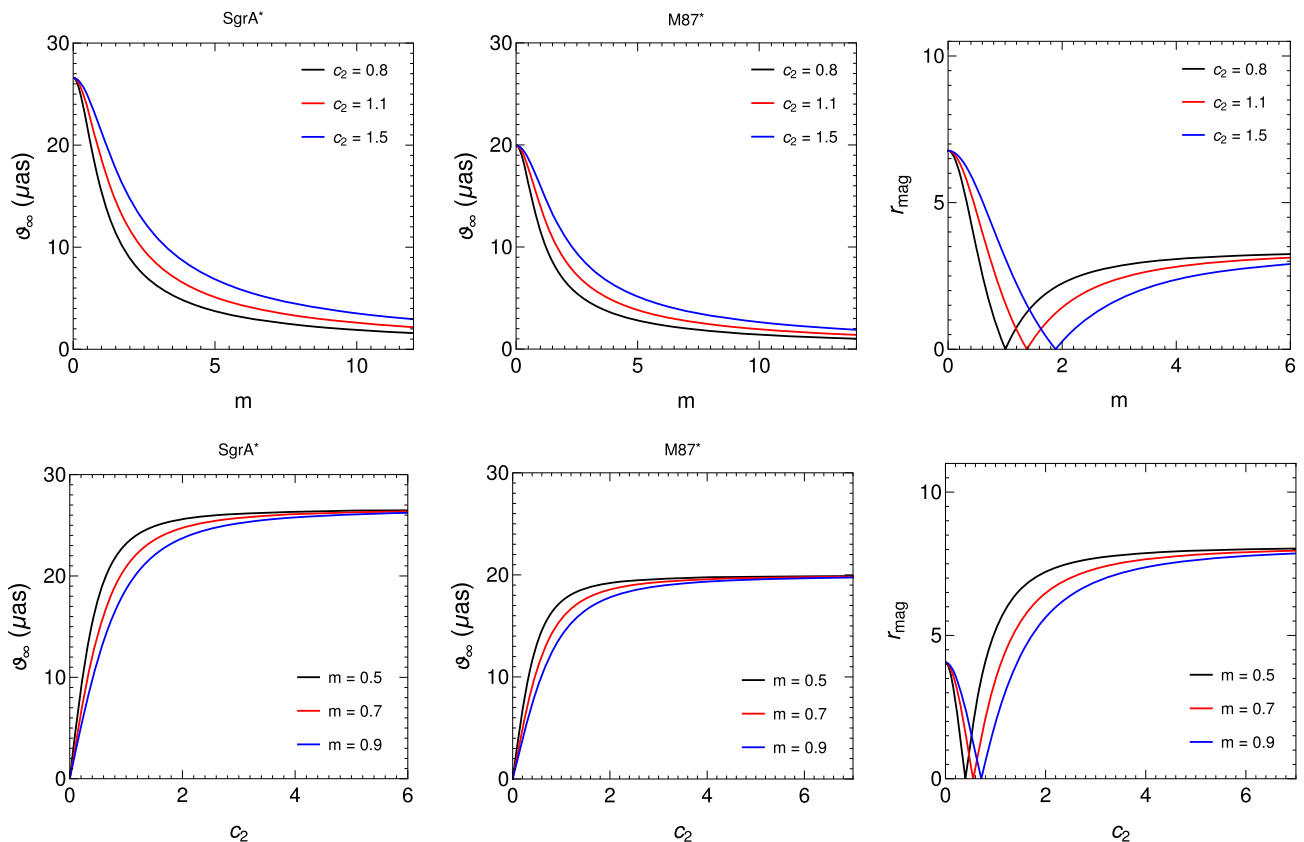 SgrA*
30
20
10
0
ϑ∞ (μas)
0 5 10
m
c2 = 0.8
c2 = 1.1
c2 = 1.5
M87*
30
20
10
0
ϑ∞ (μas)
0 5 10
m
c2 = 0.8
c2 = 1.1
c2 = 1.5
10
5
0
rmag
0 2 4 6
m
c2 = 0.8
c2 = 1.1
c2 = 1.5
SgrA*
30
20
10
0
ϑ∞ (μas)
0 2 4 6
c2
m = 0.5
m = 0.7
m = 0.9
M87*
30
20
10
0
ϑ∞ (μas)
0 2 4 6
c2
m = 0.5
m = 0.7
m = 0.9
10
5
0
rmag
0 2 4 6
c2
m = 0.5
m = 0.7
m = 0.9